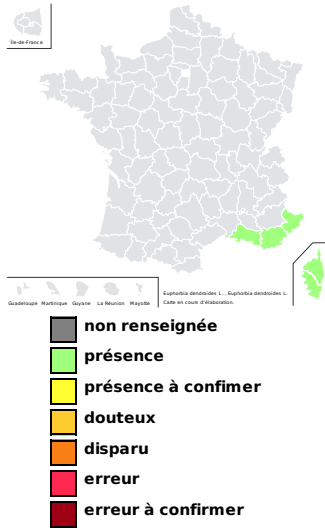 Île-de-France
Guadeloupe Martinique Guyane La Réunion Mayotte
Euphorbia dendroides L. , Euphorbia dendroides L.
Carte en cours d'élaboration.
non renseignée
présence
présence à confimer
douteux
disparu
erreur
erreur à confirmer